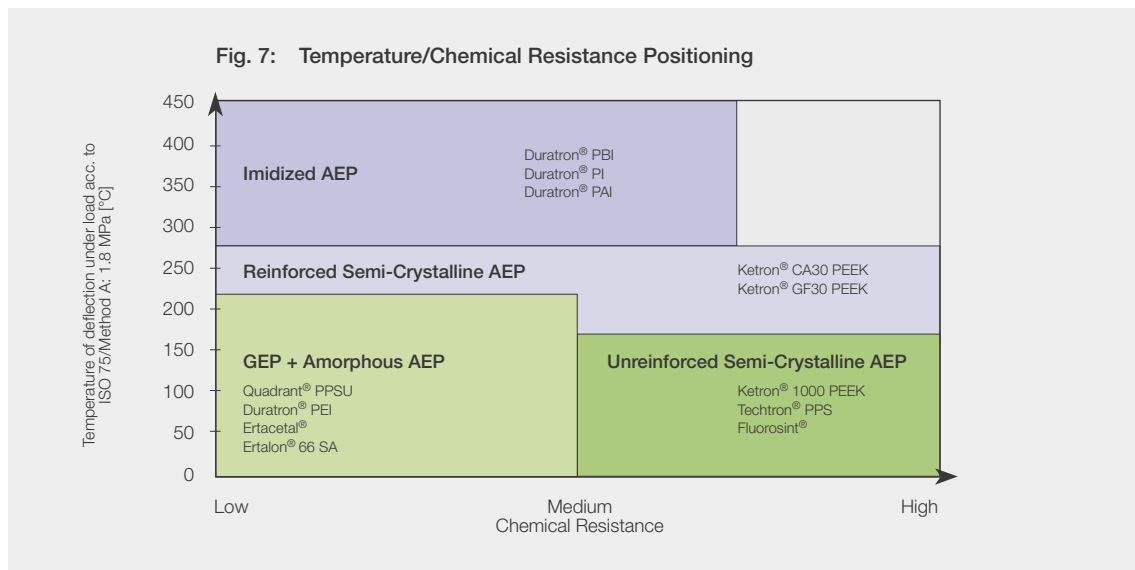 Fig. 7: Temperature/Chemical Resistance Positioning
Temperature of deflection under load acc. to
ISO 75/Method A: 1.8 MPa [°C]
450
400
350
300
250
200
150
100
50
0
Imidized AEP
Duratron® PBI
Duratron® PI
Duratron® PAI
Reinforced Semi-Crystalline AEP
Ketron® CA30 PEEK
Ketron® GF30 PEEK
GEP + Amorphous AEP
Quadrant® PPSU
Duratron® PEI
Ertacetal®
Ertalon® 66 SA
Unreinforced Semi-Crystalline AEP
Ketron® 1000 PEEK
Techtron® PPS
Fluorosint®
Low
Medium
High
Chemical Resistance